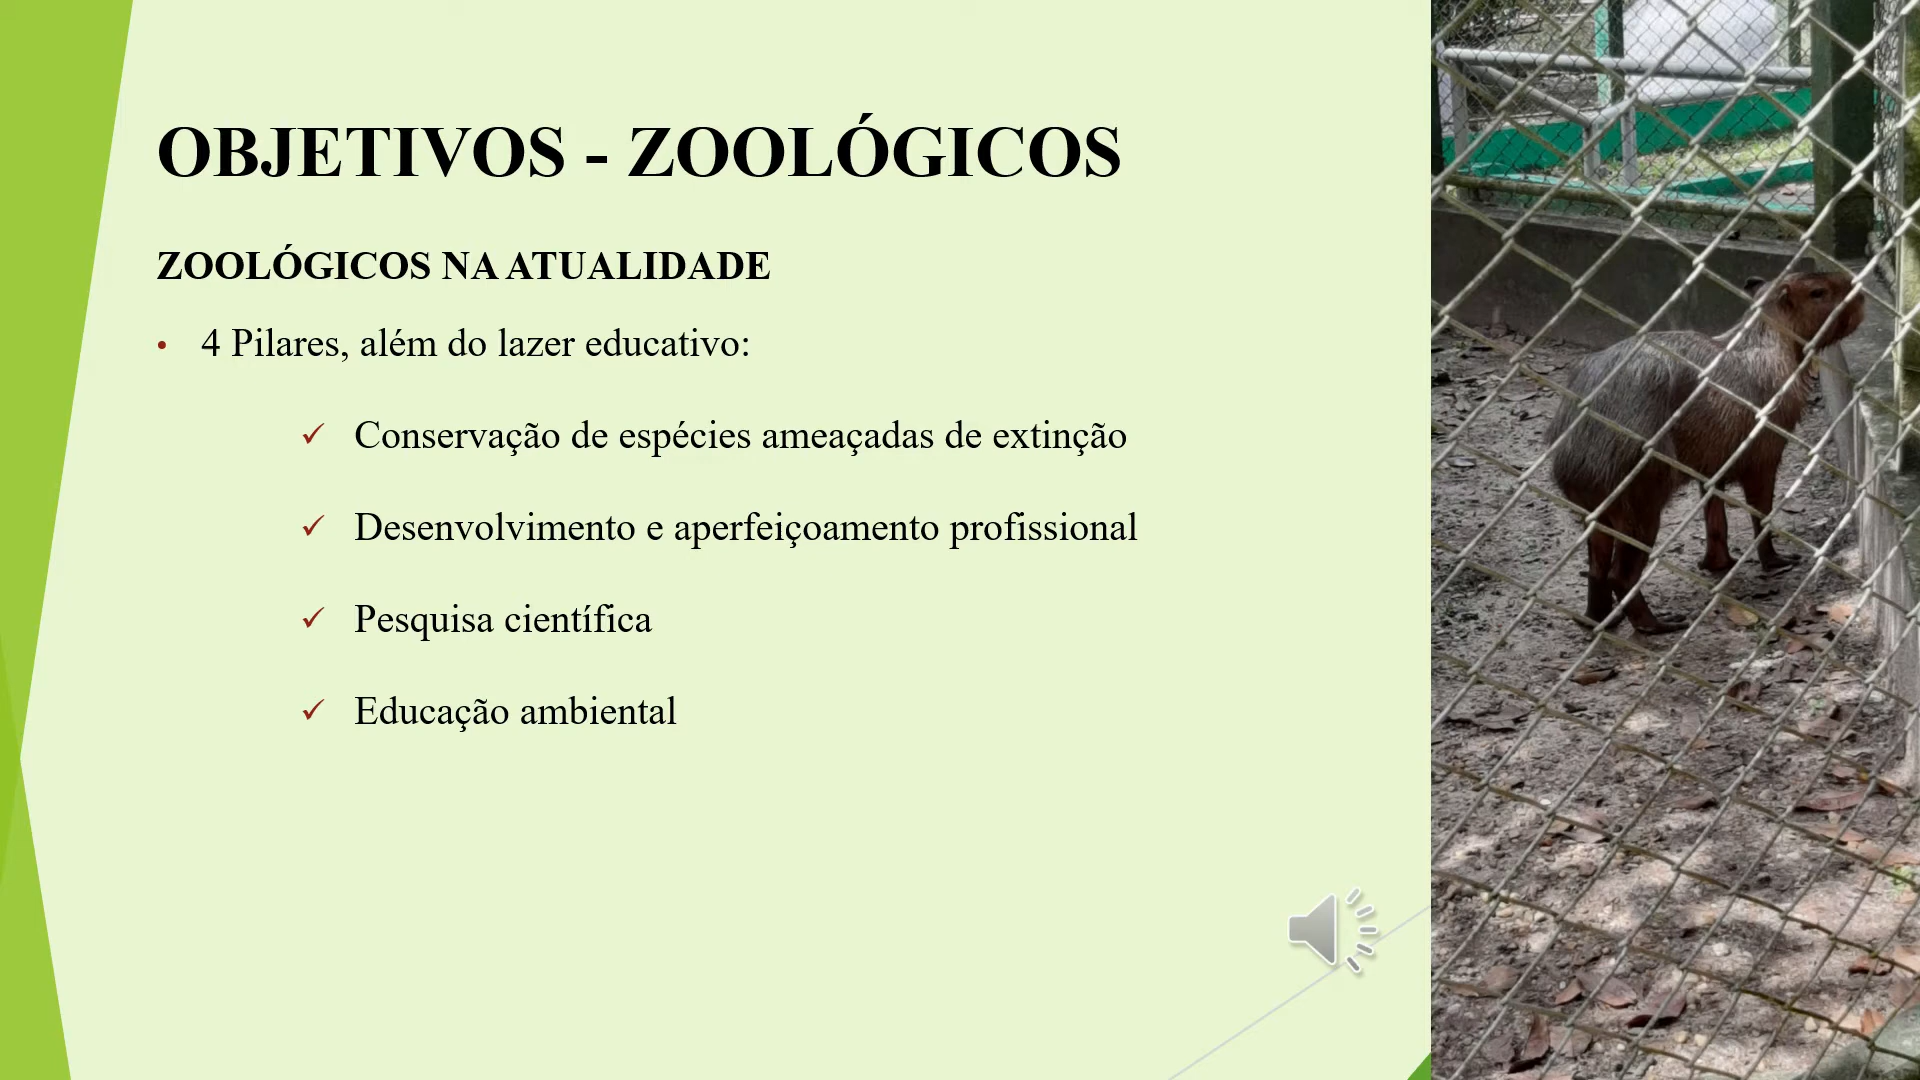 OBJETIVOS - ZOOLÓGICOS
ZOOLÓGICOS NA ATUALIDADE
• 4 Pilares, além do lazer educativo:
✓ Conservação de espécies ameaçadas de extinção
✓ Desenvolvimento e aperfeiçoamento profissional
✓ Pesquisa científica
✓ Educação ambiental